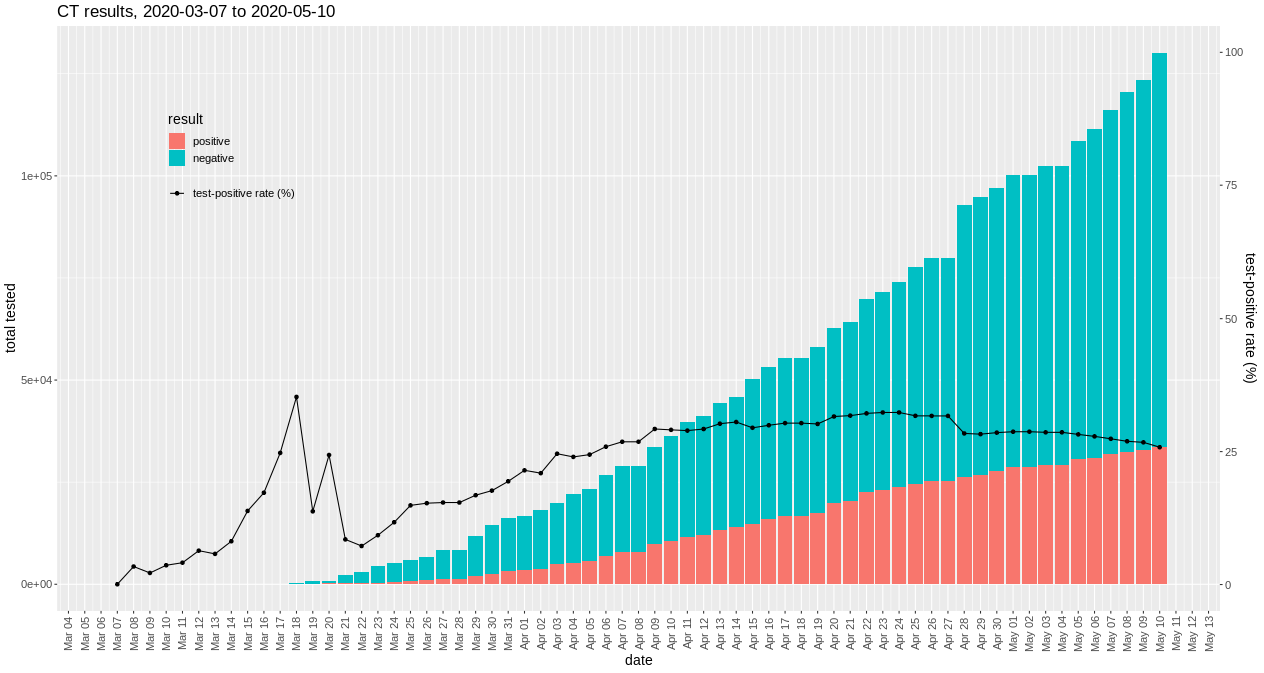 CT results, 2020-03-07 to 2020-05-10
result
positive
negative
test-positive rate (%)
total tested
1e+05
5e+04
0e+00
100
75
50
25
0
test-positive rate (%)
Mar 04
Mar 05
Mar 06
Mar 07
Mar 08
Mar 09
Mar 10
Mar 11
Mar 12
Mar 13
Mar 14
Mar 15
Mar 16
Mar 17
Mar 18
Mar 19
Mar 20
Mar 21
Mar 22
Mar 23
Mar 24
Mar 25
Mar 26
Mar 27
Mar 28
Mar 29
Mar 30
Mar 31
Apr 01
Apr 02
Apr 03
Apr 04
Apr 05
Apr 06
Apr 07
Apr 08
Apr 09
Apr 10
Apr 11
Apr 12
Apr 13
Apr 14
Apr 15
Apr 16
Apr 17
Apr 18
Apr 19
Apr 20
Apr 21
Apr 22
Apr 23
Apr 24
Apr 25
Apr 26
Apr 27
Apr 28
Apr 29
Apr 30
May 01
May 02
May 03
May 04
May 05
May 06
May 07
May 08
May 09
May 10
May 11
May 12
May 13
date